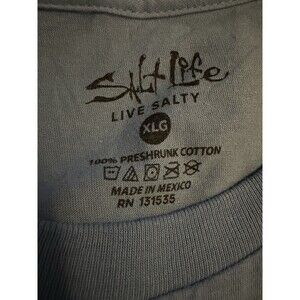 Salt Life
LIVE SALTY
XLG
100% PRESHRUNK COTTON
MADE IN MEXICO
RN 131535